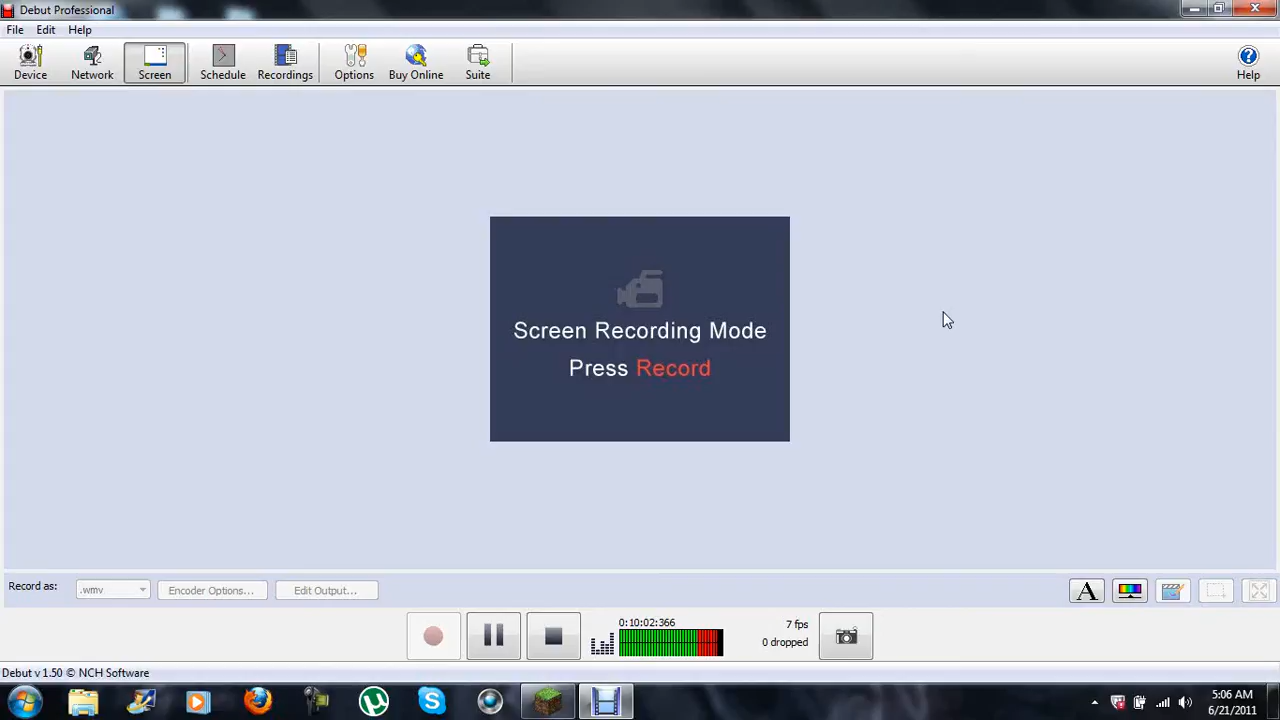 Debut Professional
File Edit Help
Device Network Screen Schedule Recordings Options Buy Online Suite Help
Screen Recording Mode
Press Record
Record as: .wmv Encoder Options... Edit Output... A
0:10:02:366 7 fps
0 dropped
Debut v 1.50 © NCH Software
5:06 AM
6/21/2011